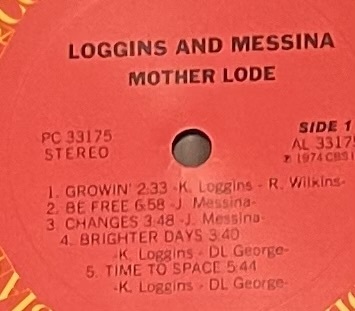 LOGGINS AND MESSINA
MOTHER LODE
PC 33175
STEREO
SIDE 1
AL 3317
℗ 1974 CBS
1. GROWIN' 2:33 -K. Loggins - R. Wilkins-
2. BE FREE 6:58 -J. Messina-
3. CHANGES 3:48 -J. Messina-
4. BRIGHTER DAYS 3:40
-K. Loggins - DL George-
5. TIME TO SPACE 5:44
-K. Loggins - DL George-